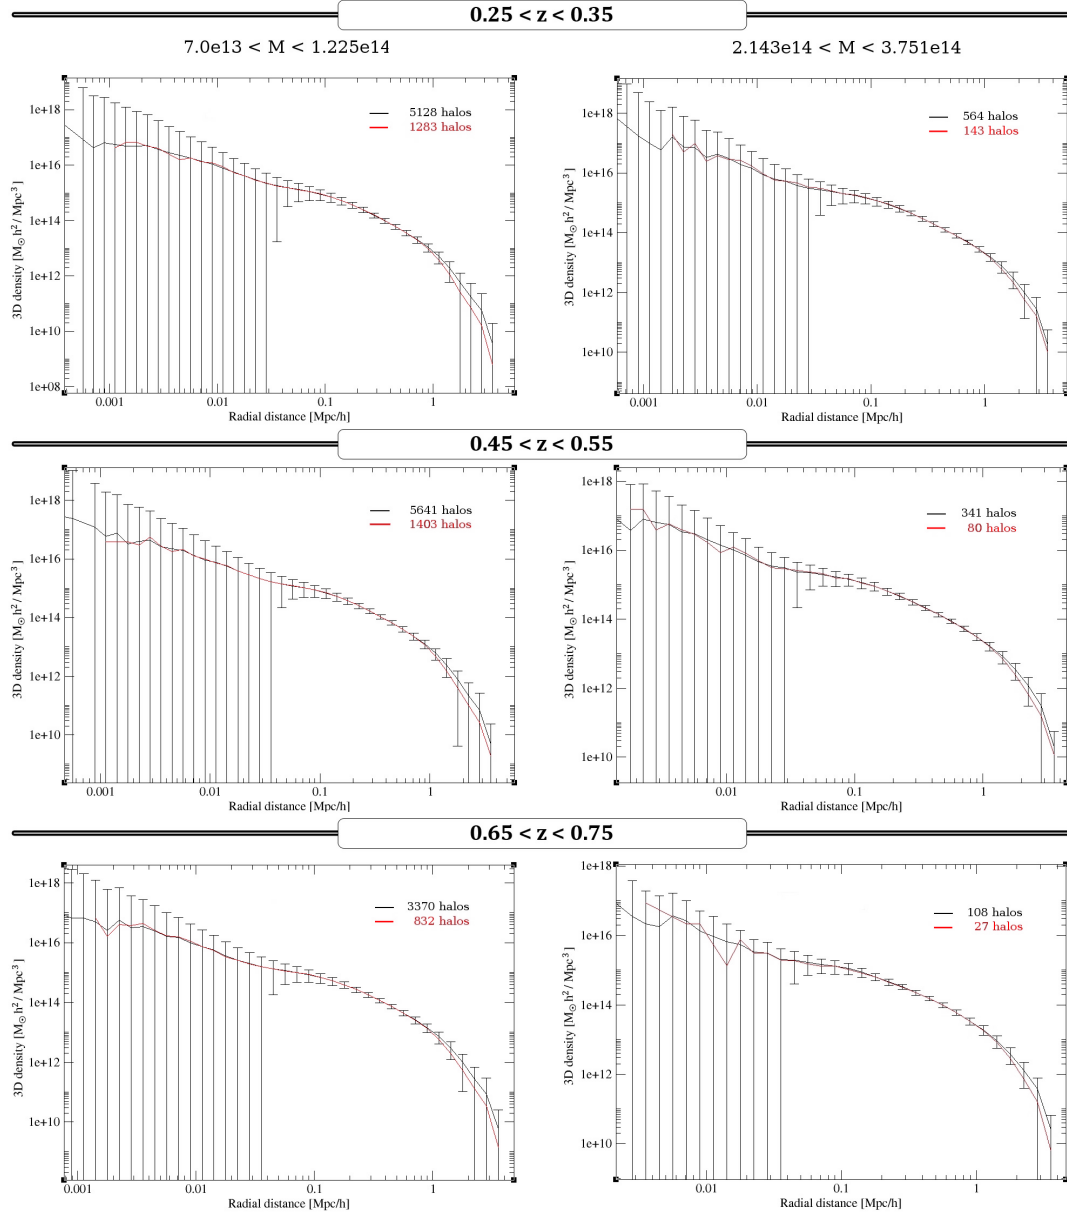 0.25 < z < 0.35
7.0e13 < M < 1.225e14
2.143e14 < M < 3.751e14
5128 halos
1283 halos
1e+18
1e+16
1e+14
1e+12
1e+10
1e+08
3D density [M☉ h² / Mpc³ ]
0.001
0.01
0.1
1
Radial distance [Mpc/h]
564 halos
143 halos
1e+18
1e+16
1e+14
1e+12
1e+10
3D density [M☉ h² / Mpc³ ]
0.001
0.01
0.1
1
Radial distance [Mpc/h]
0.45 < z < 0.55
5641 halos
1403 halos
1e+18
1e+16
1e+14
1e+12
1e+10
3D density [M☉ h² / Mpc³ ]
0.001
0.01
0.1
1
Radial distance [Mpc/h]
341 halos
80 halos
1e+18
1e+16
1e+14
1e+12
1e+10
3D density [M☉ h² / Mpc³ ]
0.01
0.1
1
Radial distance [Mpc/h]
0.65 < z < 0.75
3370 halos
832 halos
1e+18
1e+16
1e+14
1e+12
1e+10
3D density [M☉ h² / Mpc³ ]
0.001
0.01
0.1
1
Radial distance [Mpc/h]
108 halos
27 halos
1e+18
1e+16
1e+14
1e+12
1e+10
3D density [M☉ h² / Mpc³ ]
0.01
0.1
1
Radial distance [Mpc/h]